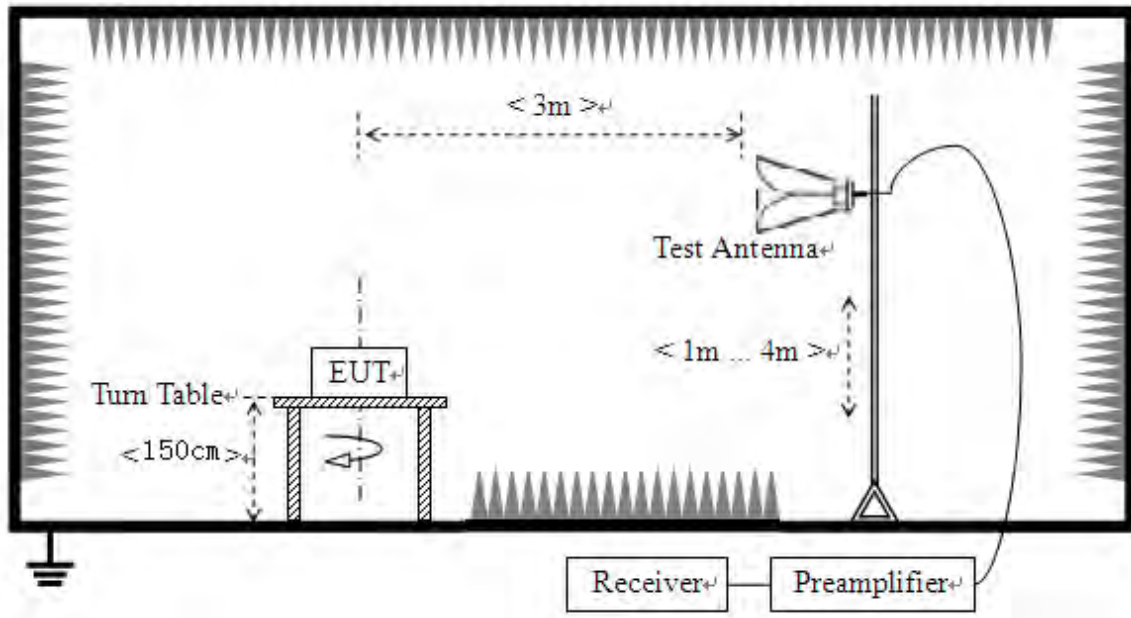 < 3m >↵
Test Antenna↵
< 1m ... 4m >↵
EUT↵
Turn Table↵
<150cm>↵
Receiver↵
Preamplifier↵